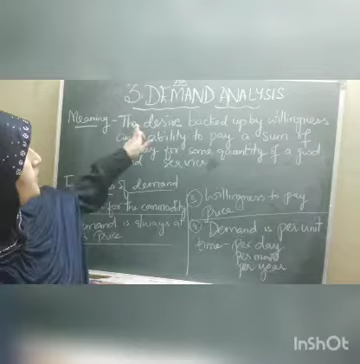 3. DEMAND ANALYSIS
Meaning - The desire backed up by willingness
and ability to pay a sum of
for some quantity of a good
or service
of demand
for the commodity
③ Willingness to pay
price
demand is always at
price
④ Demand is per unit
time - per day
per month
per year
InShOt